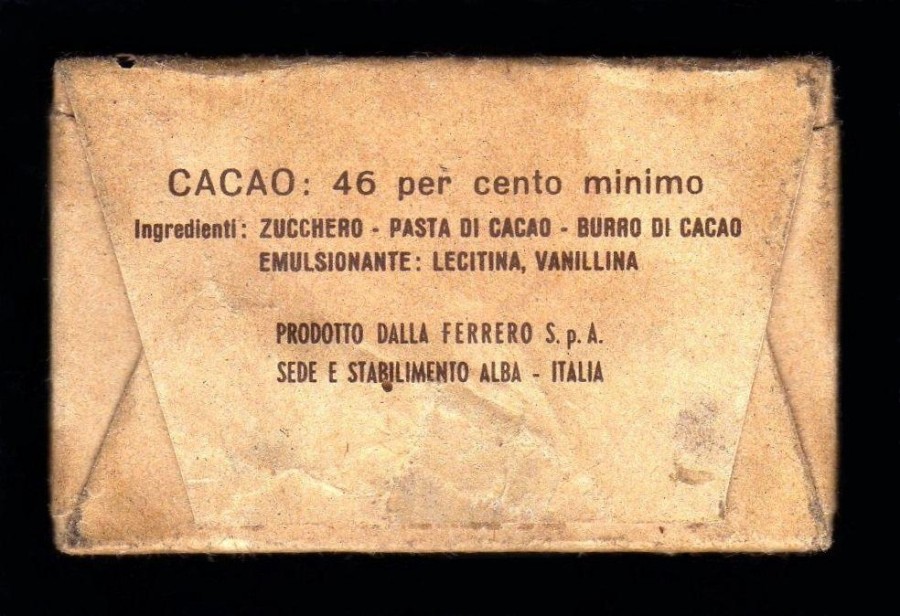 CACAO: 46 per cento minimo
Ingredienti: ZUCCHERO - PASTA DI CACAO - BURRO DI CACAO
EMULSIONANTE: LECITINA, VANILLINA
PRODOTTO DALLA FERRERO S.p.A.
SEDE E STABILIMENTO ALBA - ITALIA